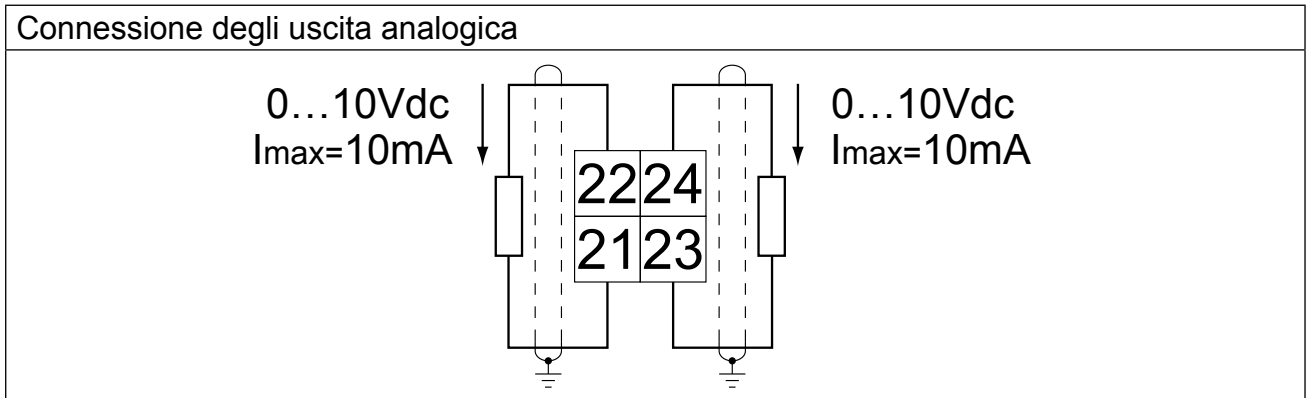 Connessione degli uscita analogica
0…10Vdc
Imax=10mA
0…10Vdc
Imax=10mA
22 24
21 23